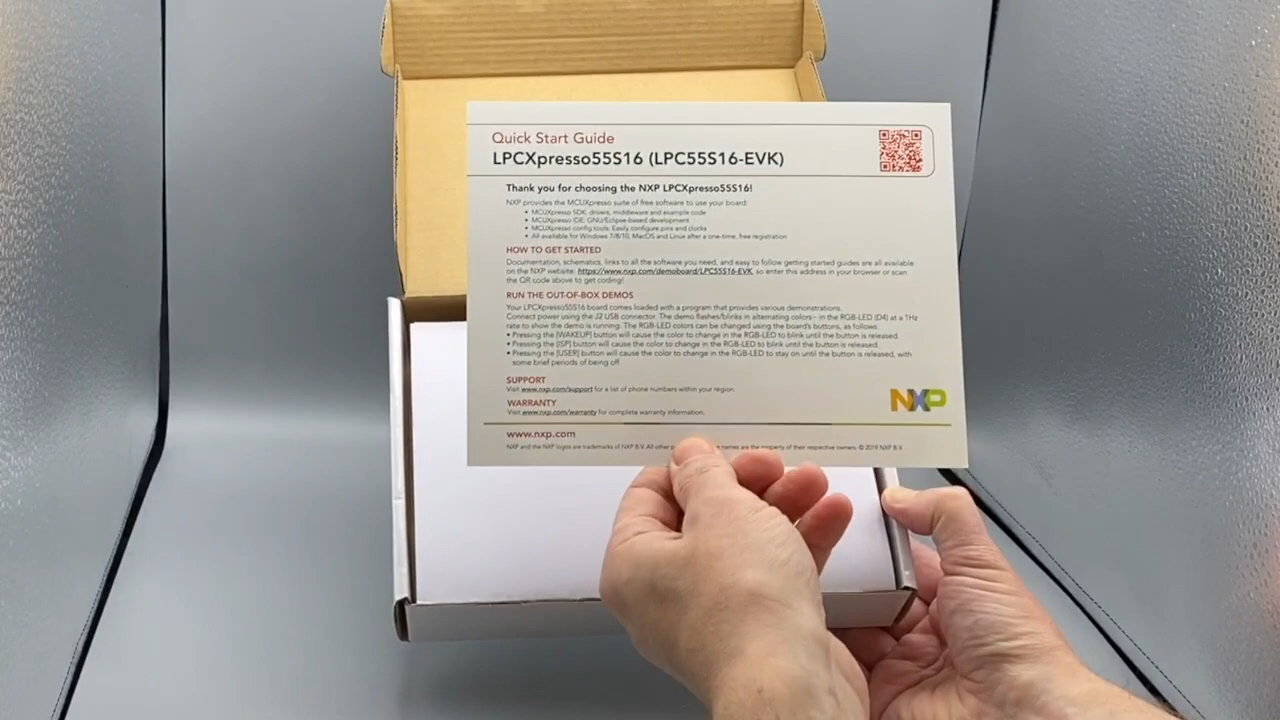 Quick Start Guide
LPCXpresso55S16 (LPC55S16-EVK)
Thank you for choosing the NXP LPCXpresso55S16!
NXP provides the MCUXpresso suite of free software to use your board:
• MCUXpresso SDK: drivers, middleware and example code
• MCUXpresso IDE: GNU/Eclipse-based development
• MCUXpresso config tools: Easily configure pins and clocks
• All available for Windows 7/8/10, MacOS and Linux after a one-time, free registration
HOW TO GET STARTED
Documentation, schematics, links to all the software you need, and easy to follow getting started guides are all available
on the NXP website: https://www.nxp.com/demoboard/LPC55S16-EVK, so enter this address in your browser or scan
the QR code above to get coding!
RUN THE OUT-OF-BOX DEMOS
Your LPCXpresso55S16 board comes loaded with a program that provides various demonstrations.
Connect power using the J2 USB connector. The demo flashes/blinks in alternating colors – in the RGB-LED (D4) at a 1Hz
rate to show the demo is running. The RGB-LED colors can be changed using the board's buttons, as follows:
• Pressing the [WAKEUP] button will cause the color to change in the RGB-LED to blink until the button is released.
• Pressing the [ISP] button will cause the color to change in the RGB-LED to blink until the button is released.
• Pressing the [USER] button will cause the color to change in the RGB-LED to stay on until the button is released, with
some brief periods of being off.
SUPPORT
Visit www.nxp.com/support for a list of phone numbers within your region.
WARRANTY
Visit www.nxp.com/warranty for complete warranty information.
NXP
www.nxp.com
NXP and the NXP logos are trademarks of NXP B.V. All other names are the property of their respective owners. © 2019 NXP B.V.